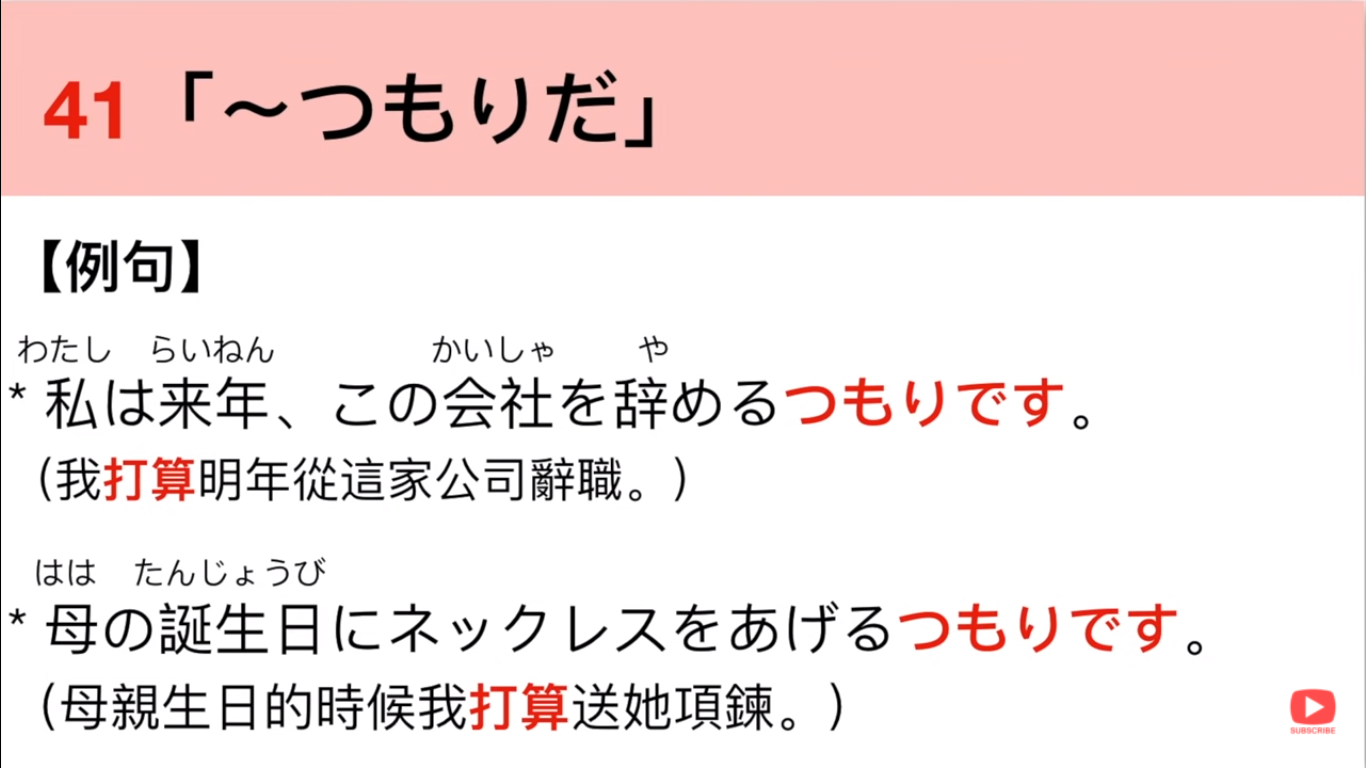 41「～つもりだ」
【例句】
わたし らいねん かいしゃ や
* 私は来年、この会社を辞めるつもりです。
（我打算明年從這家公司辭職。）
はは たんじょうび
* 母の誕生日にネックレスをあげるつもりです。
（母親生日的時候我打算送她項鍊。）
SUBSCRIBE